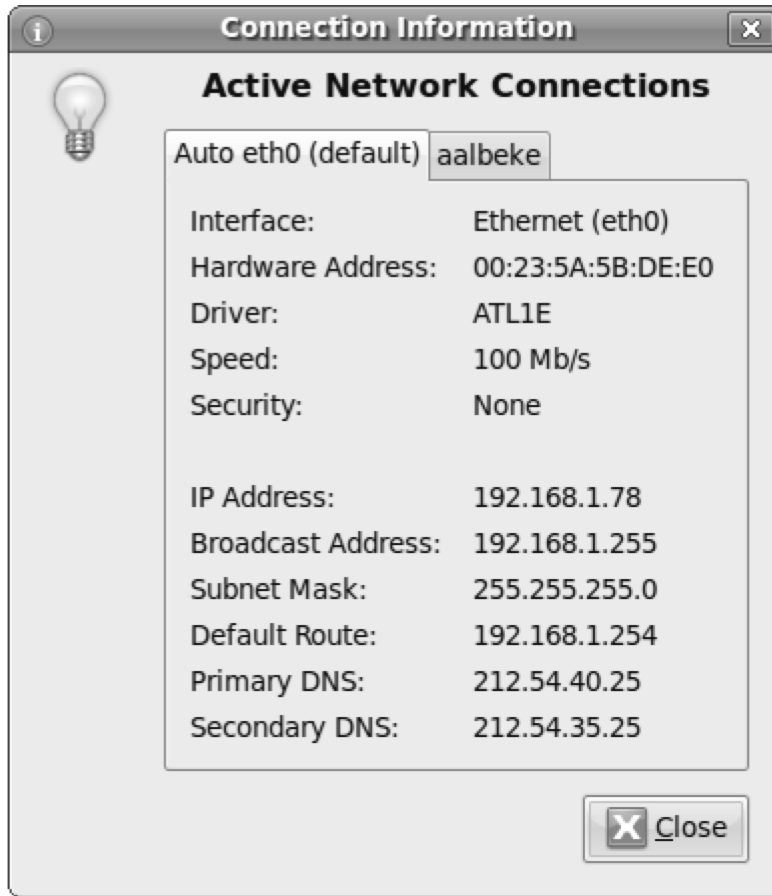 Connection Information
Active Network Connections
Auto eth0 (default) aalbeke
Interface: Ethernet (eth0)
Hardware Address: 00:23:5A:5B:DE:E0
Driver: ATL1E
Speed: 100 Mb/s
Security: None
IP Address: 192.168.1.78
Broadcast Address: 192.168.1.255
Subnet Mask: 255.255.255.0
Default Route: 192.168.1.254
Primary DNS: 212.54.40.25
Secondary DNS: 212.54.35.25
Close